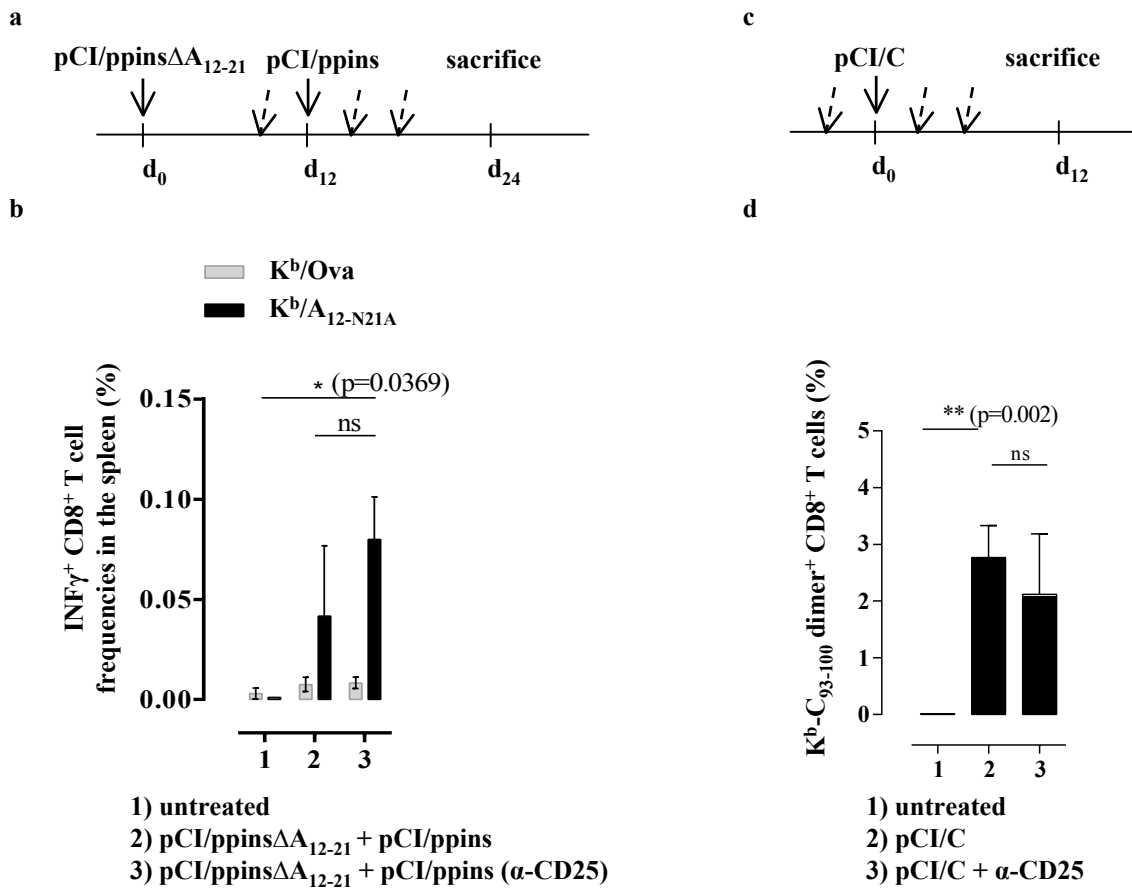 a
pCI/ppinsΔA12-21 pCI/ppins sacrifice
d0 d12 d24
b
Kb/Ova
Kb/A12-N21A
INFγ+ CD8+ T cell
frequencies in the spleen (%)
* (p=0.0369)
ns
0.15
0.10
0.05
0.00
1 2 3
1) untreated
2) pCI/ppinsΔA12-21 + pCI/ppins
3) pCI/ppinsΔA12-21 + pCI/ppins (α-CD25)
c
pCI/C sacrifice
d0 d12
d
Kb-C93-100 dimer+ CD8+ T cells (%)
** (p=0.002)
ns
5
4
3
2
1
0
1 2 3
1) untreated
2) pCI/C
3) pCI/C + α-CD25